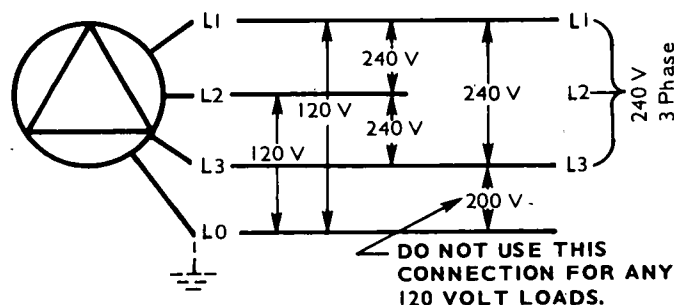 L1
L2
L3
L0
240 V
120 V
240 V
120 V
240 V
200 V
L1
L2
L3
240 V
3 Phase
DO NOT USE THIS
CONNECTION FOR ANY
120 VOLT LOADS.